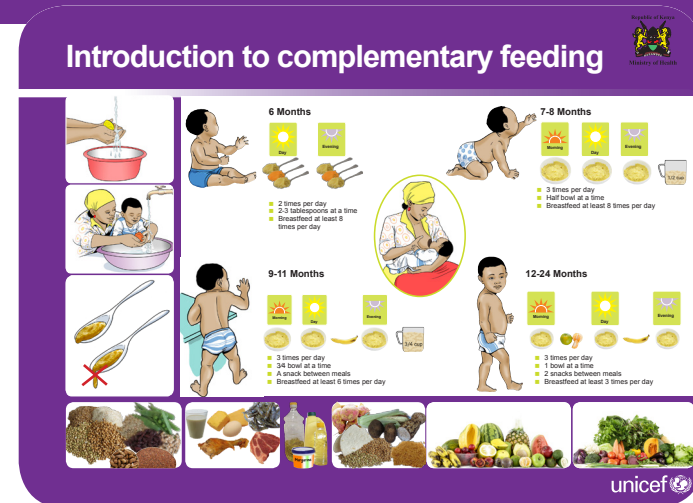 Republic of Kenya
Ministry of Health
Introduction to complementary feeding
6 Months
Day
Evening
2 times per day
2-3 tablespoons at a time
Breastfeed at least 8
times per day
7-8 Months
Morning
Day
Evening
1/2 cup
3 times per day
Half bowl at a time
Breastfeed at least 8 times per day
9-11 Months
Morning
Day
Evening
3/4 cup
3 times per day
3/4 bowl at a time
A snack between meals
Breastfeed at least 6 times per day
12-24 Months
Morning
Day
Evening
3 times per day
1 bowl at a time
2 snacks between meals
Breastfeed at least 3 times per day
unicef